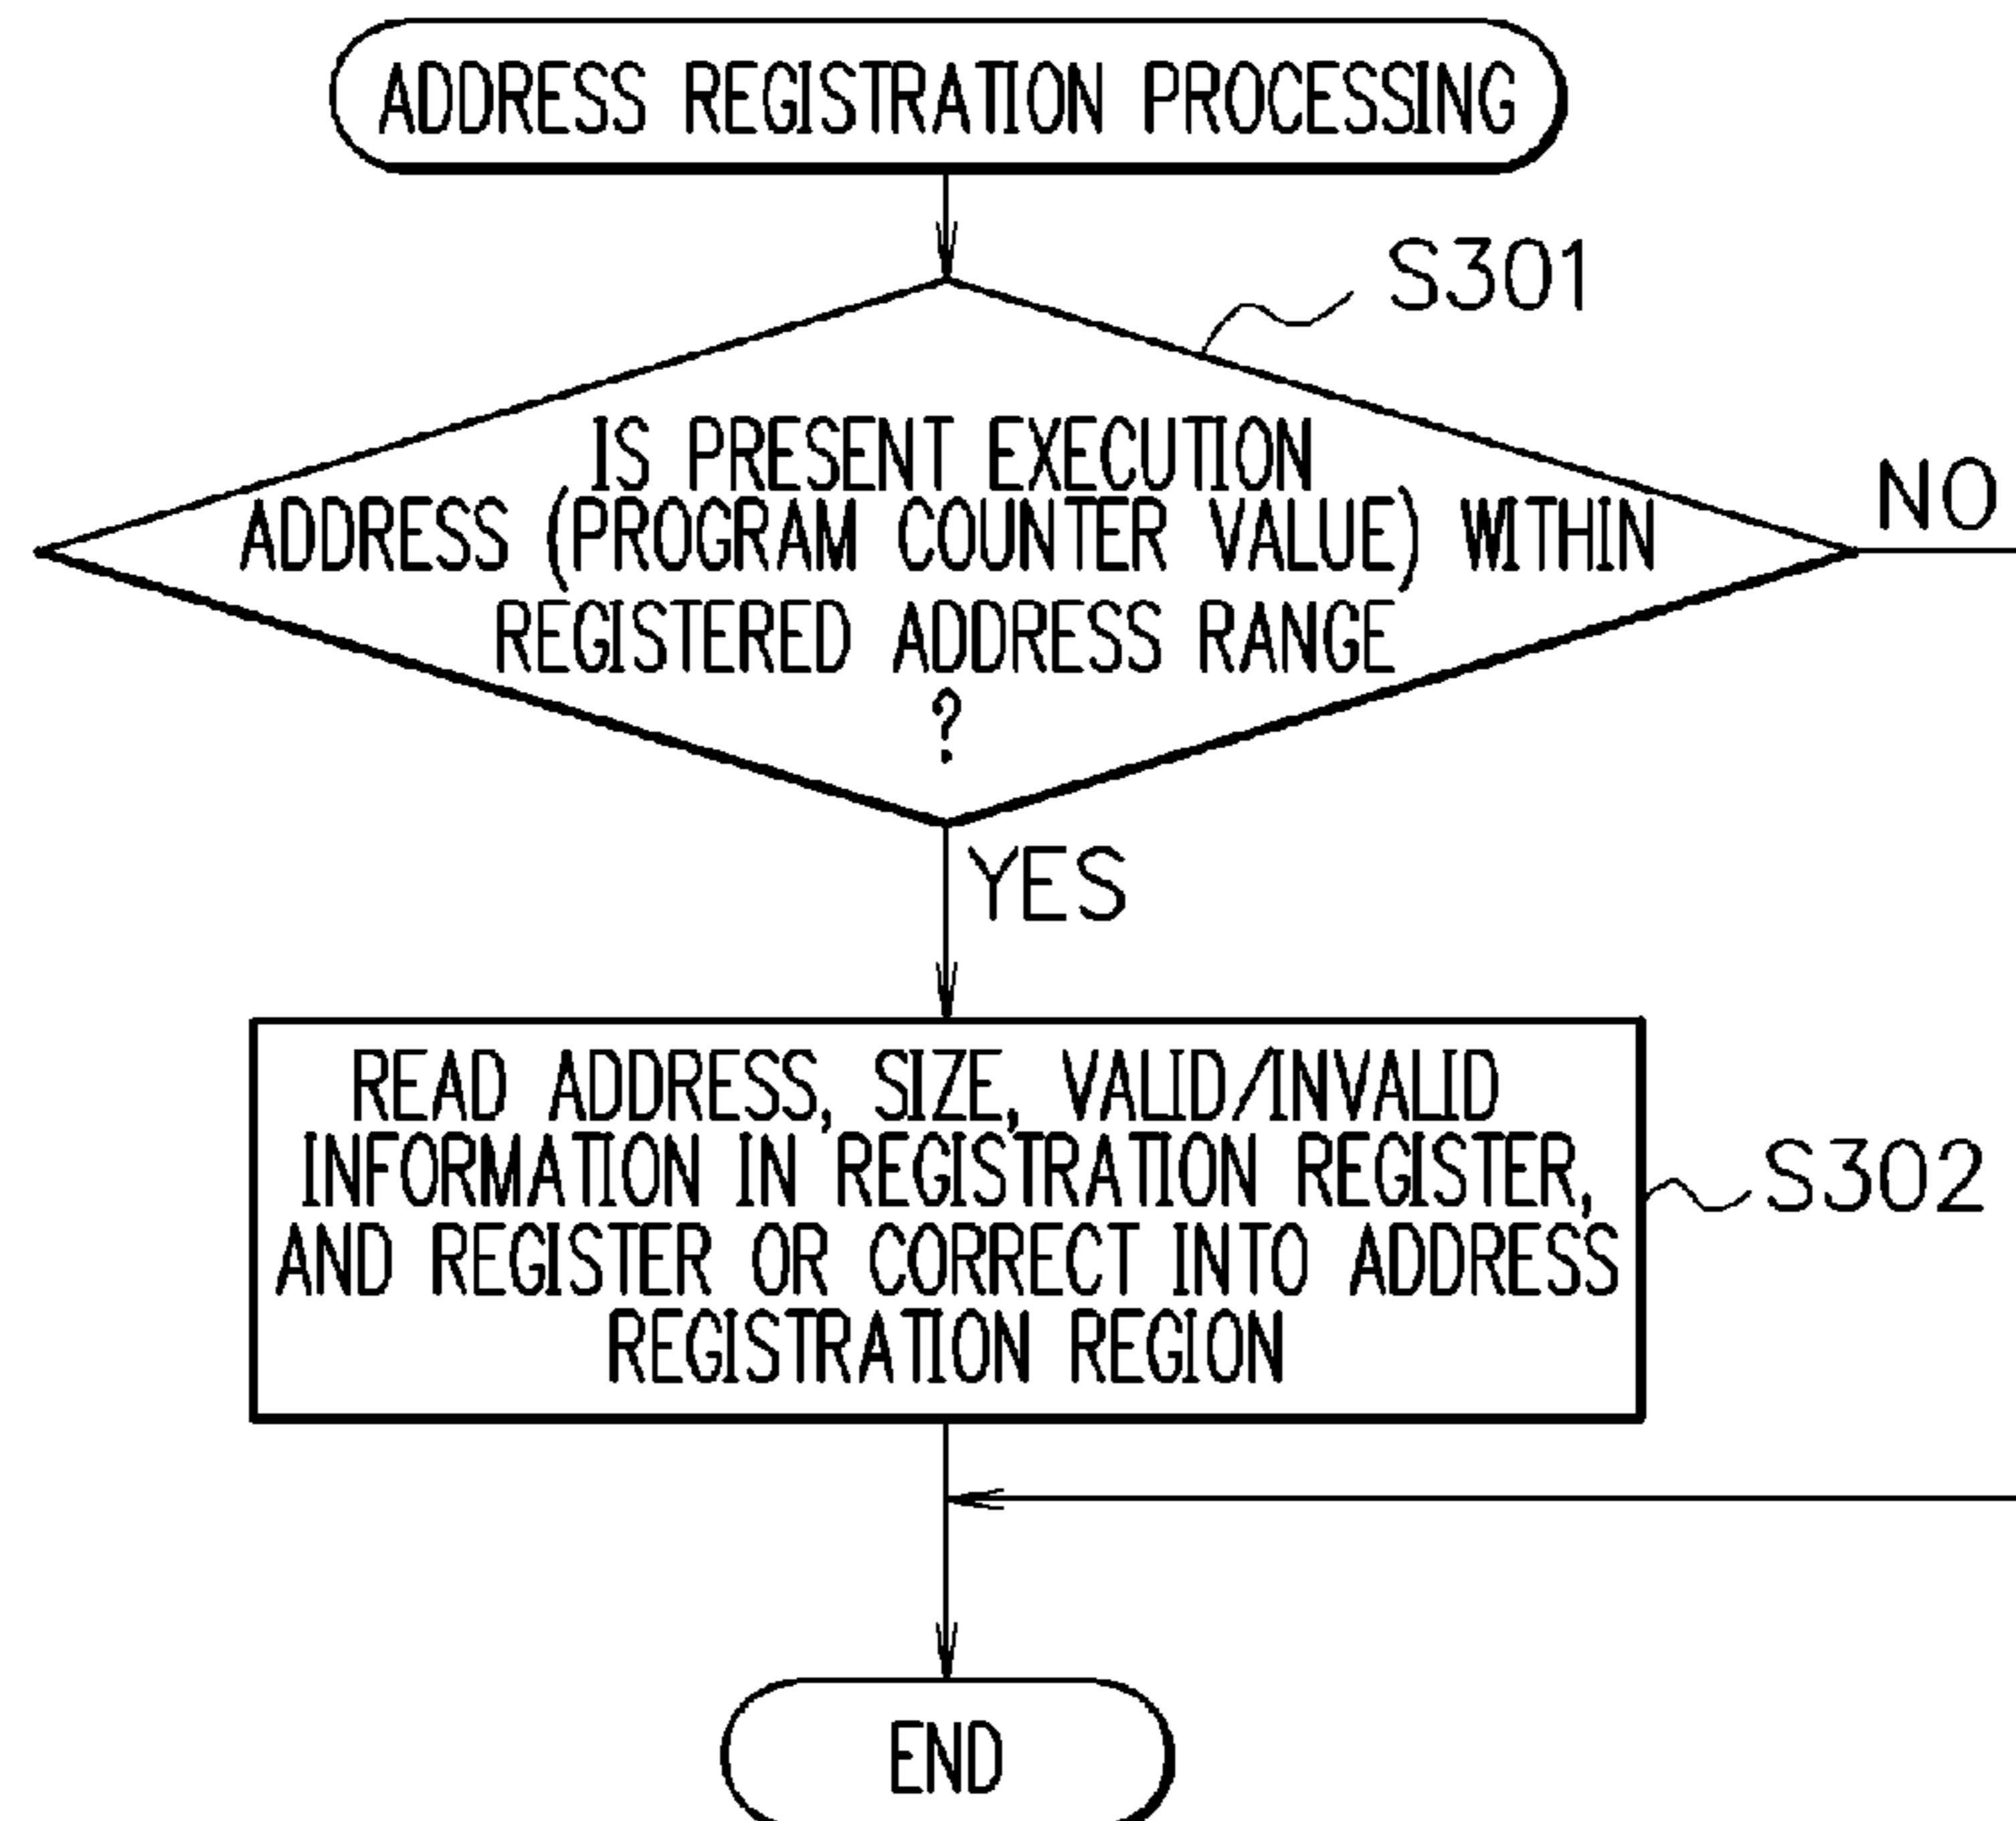 ADDRESS REGISTRATION PROCESSING
S301
IS PRESENT EXECUTION
ADDRESS (PROGRAM COUNTER VALUE) WITHIN
REGISTERED ADDRESS RANGE
?
NO
YES
READ ADDRESS, SIZE, VALID/INVALID
INFORMATION IN REGISTRATION REGISTER,
AND REGISTER OR CORRECT INTO ADDRESS
REGISTRATION REGION
S302
END